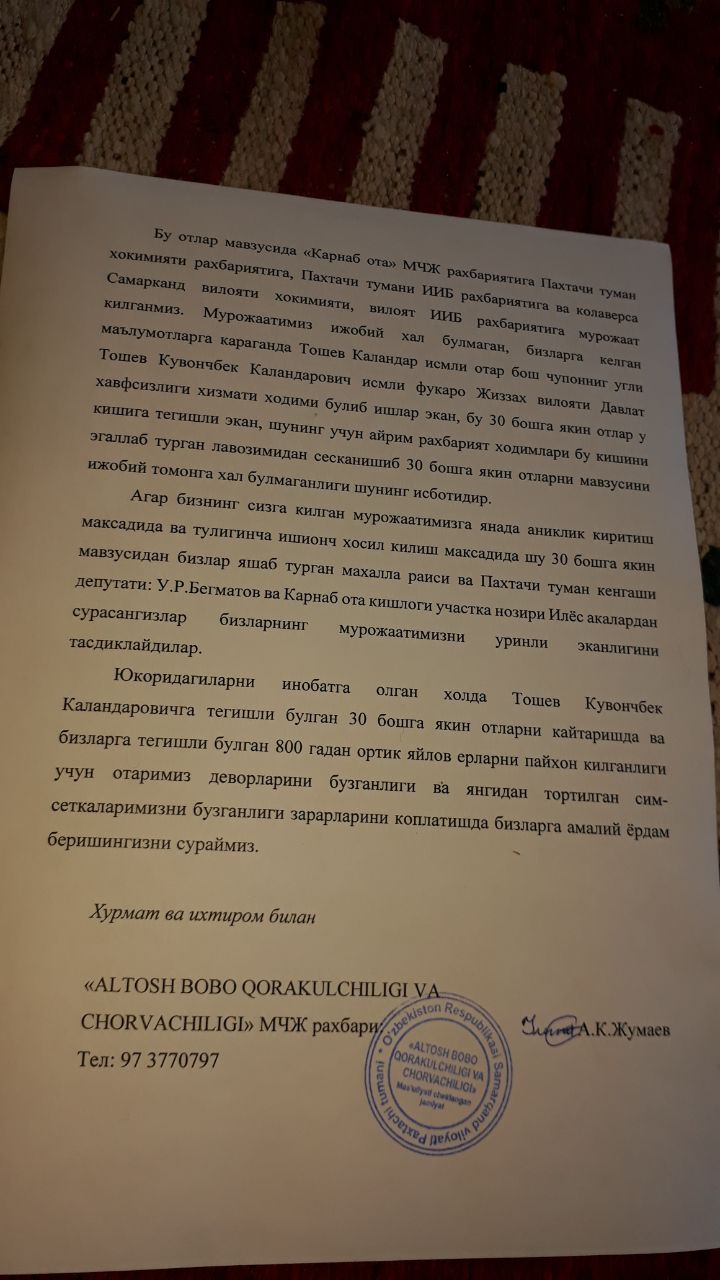 Бу отлар мавзусида «Карнаб ота» МЧЖ рахбариятига Пахтачи туман
хокимияти рахбариятига, Пахтачи тумани ИИБ рахбариятига ва колаверса
Самарканд вилояти хокимияти, вилоят ИИБ рахбариятига мурожаат
килганмиз. Мурожаатимиз ижобий хал булмаган, бизларга келган
маълумотларга караганда Тошев Каландар исмли отар бош чупоннинг угли
Тошев Кувончбек Каландарович исмли фукаро Жиззах вилояти Давлат
хавфсизлиги хизмати ходими булиб ишлар экан, бу 30 бошга якин отлар у
кишига тегишли экан, шунинг учун айрим рахбарият ходимлари бу кишини
эгаллаб турган лавозимидан сесканишиб 30 бошга якин отларни мавзусини
ижобий томонга хал булмаганлиги шунинг исботидир.
Агар бизнинг сизга килган мурожаатимизга янада аниклик киритиш
максадида ва тулигинча ишионч хосил килиш максадида шу 30 бошга якин
мавзусидан бизлар яшаб турган махалла раиси ва Пахтачи туман кенгаши
депутати: У.Р.Бегматов ва Карнаб ота кишлоги участка нозири Илёс акалардан
сурасангизлар бизларнинг мурожаатимизни уринли эканлигини
тасдиклайдилар.
Юкоридагиларни инобатга олган холда Тошев Кувончбек
Каландаровичга тегишли булган 30 бошга якин отларни кайтаришда ва
бизларга тегишли булган 800 гадан ортик яйлов ерларни пайхон килганлиги
учун отаримиз деворларини бузганлиги ва янгидан тортилган сим-
сеткаларимизни бузганлиги зарарларини коплатишда бизларга амалий ёрдам
беришингизни сураймиз.
Хурмат ва ихтиром билан
«ALTOSH BOBO QORAKULCHILIGI VA
CHORVACHILIGI» МЧЖ рахбари: А.К.Жумаев
Тел: 97 3770797
O'zbekiston Respublikasi Samarqand viloyati Paxtachi tumani
«ALTOSH BOBO
QORAKULCHILIGI VA
CHORVACHILIGI»
Mas'uliyati cheklangan
jamiyat